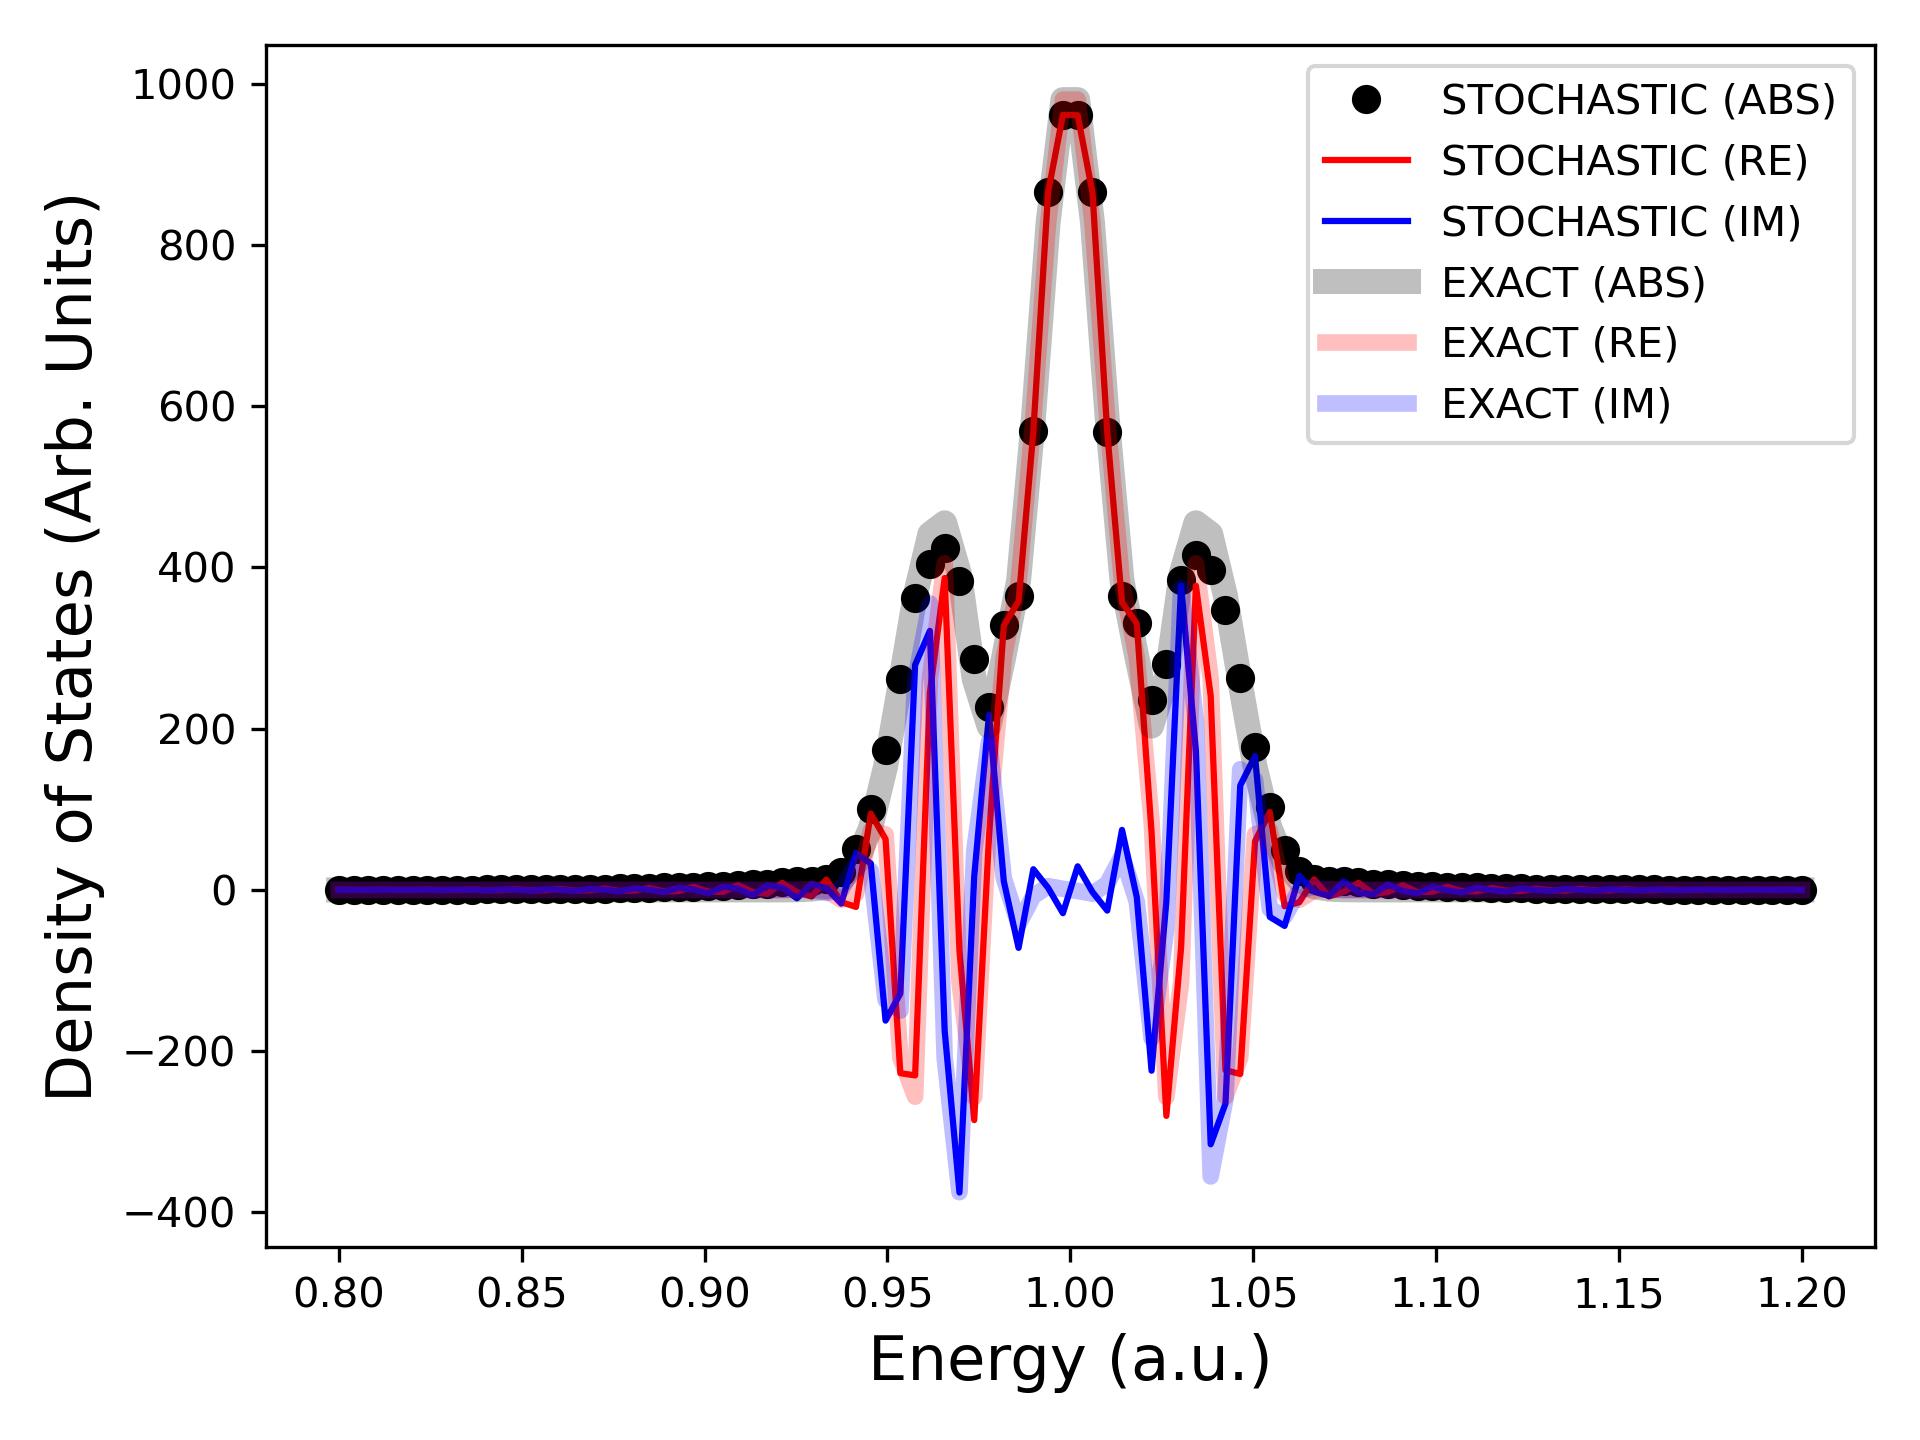 1000
800
600
400
200
0
−200
−400
Density of States (Arb. Units)
STOCHASTIC (ABS)
STOCHASTIC (RE)
STOCHASTIC (IM)
EXACT (ABS)
EXACT (RE)
EXACT (IM)
0.80 0.85 0.90 0.95 1.00 1.05 1.10 1.15 1.20
Energy (a.u.)